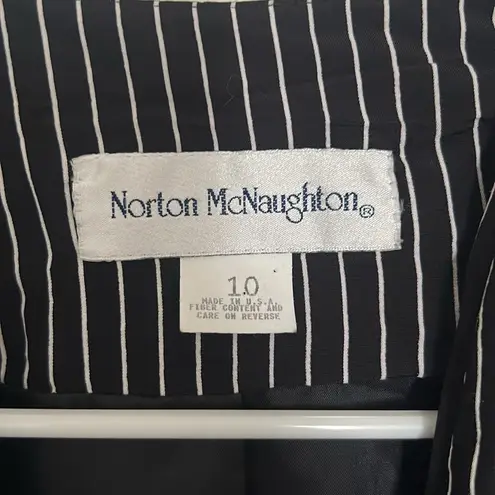 Norton McNaughton®
10
MADE IN U.S.A.
FIBER CONTENT AND
CARE ON REVERSE